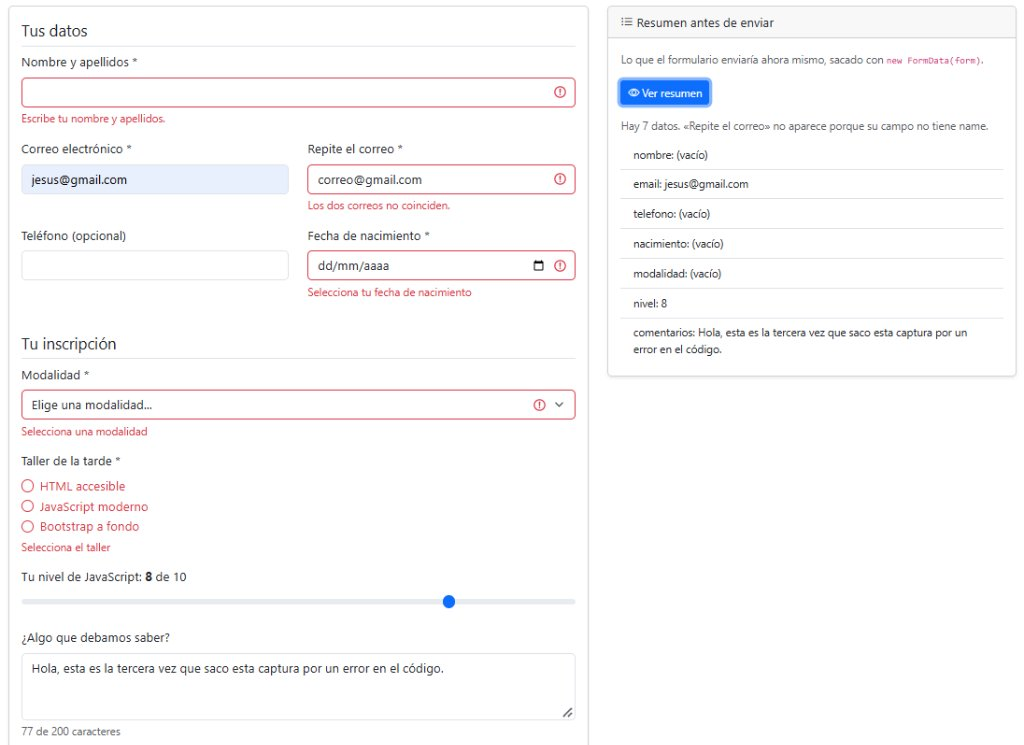 Tus datos
Nombre y apellidos *
Escribe tu nombre y apellidos.
Correo electrónico *
jesus@gmail.com
Repite el correo *
correo@gmail.com
Los dos correos no coinciden.
Teléfono (opcional)
Fecha de nacimiento *
dd/mm/aaaa
Selecciona tu fecha de nacimiento
Tu inscripción
Modalidad *
Elige una modalidad...
Selecciona una modalidad
Taller de la tarde *
HTML accesible
JavaScript moderno
Bootstrap a fondo
Selecciona el taller
Tu nivel de JavaScript: 8 de 10
¿Algo que debamos saber?
Hola, esta es la tercera vez que saco esta captura por un error en el código.
77 de 200 caracteres
Resumen antes de enviar
Lo que el formulario enviaría ahora mismo, sacado con new FormData(form).
Ver resumen
Hay 7 datos. «Repite el correo» no aparece porque su campo no tiene name.
nombre: (vacío)
email: jesus@gmail.com
telefono: (vacío)
nacimiento: (vacío)
modalidad: (vacío)
nivel: 8
comentarios: Hola, esta es la tercera vez que saco esta captura por un
error en el código.